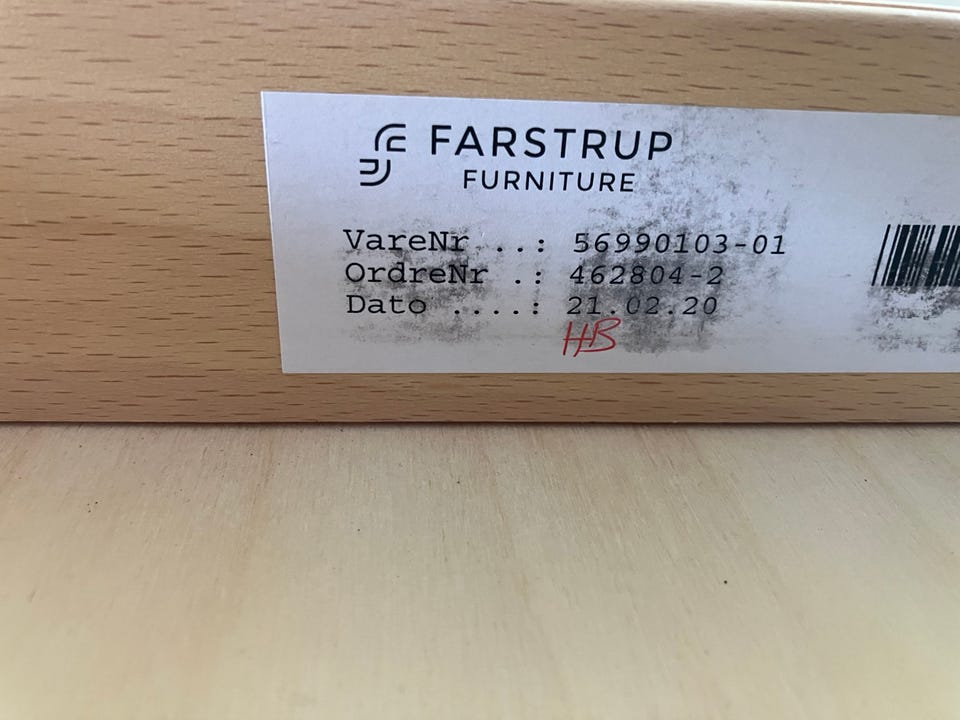 FARSTRUP
FURNITURE
VareNr ..: 56990103-01
OrdreNr .: 462804-2
Dato ....: 21.02.20
HB